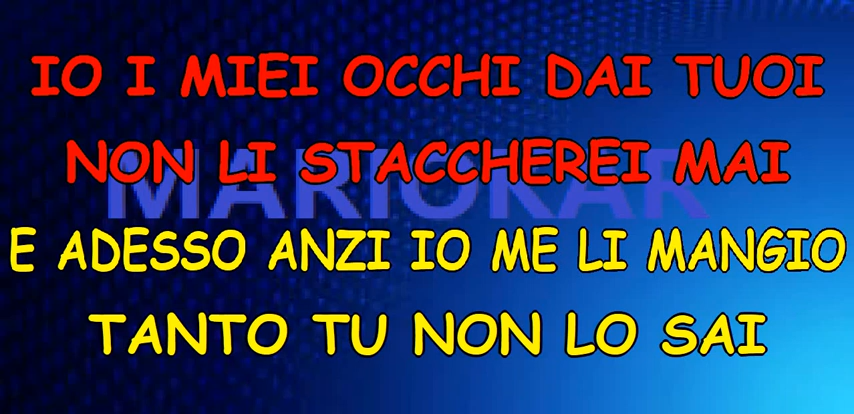 IO I MIEI OCCHI DAI TUOI
NON LI STACCHEREI MAI
MARIOKAR
E ADESSO ANZI IO ME LI MANGIO
TANTO TU NON LO SAI